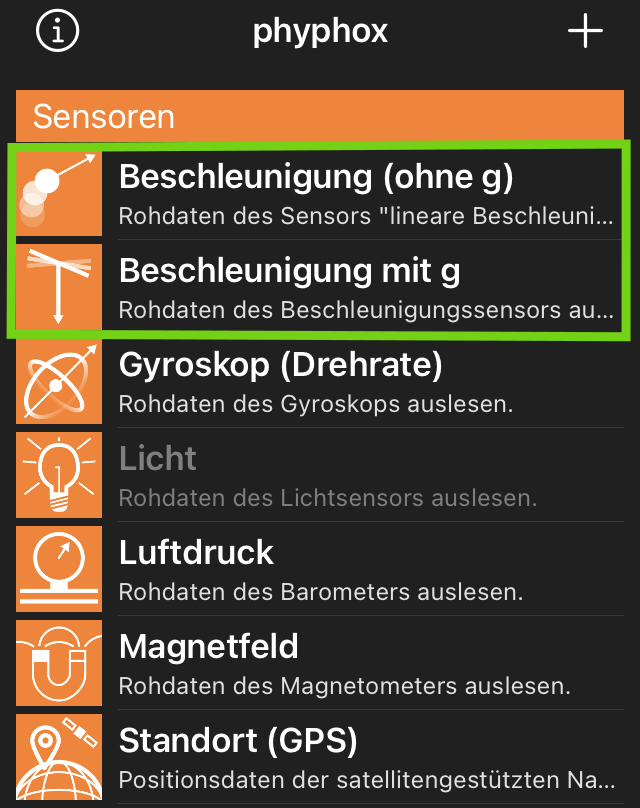 phyphox
Sensoren
Beschleunigung (ohne g)
Rohdaten des Sensors "lineare Beschleuni...
Beschleunigung mit g
Rohdaten des Beschleunigungssensors au...
Gyroskop (Drehrate)
Rohdaten des Gyroskops auslesen.
Licht
Rohdaten des Lichtsensors auslesen.
Luftdruck
Rohdaten des Barometers auslesen.
Magnetfeld
Rohdaten des Magnetometers auslesen.
Standort (GPS)
Positionsdaten der satellitengestützten Na...